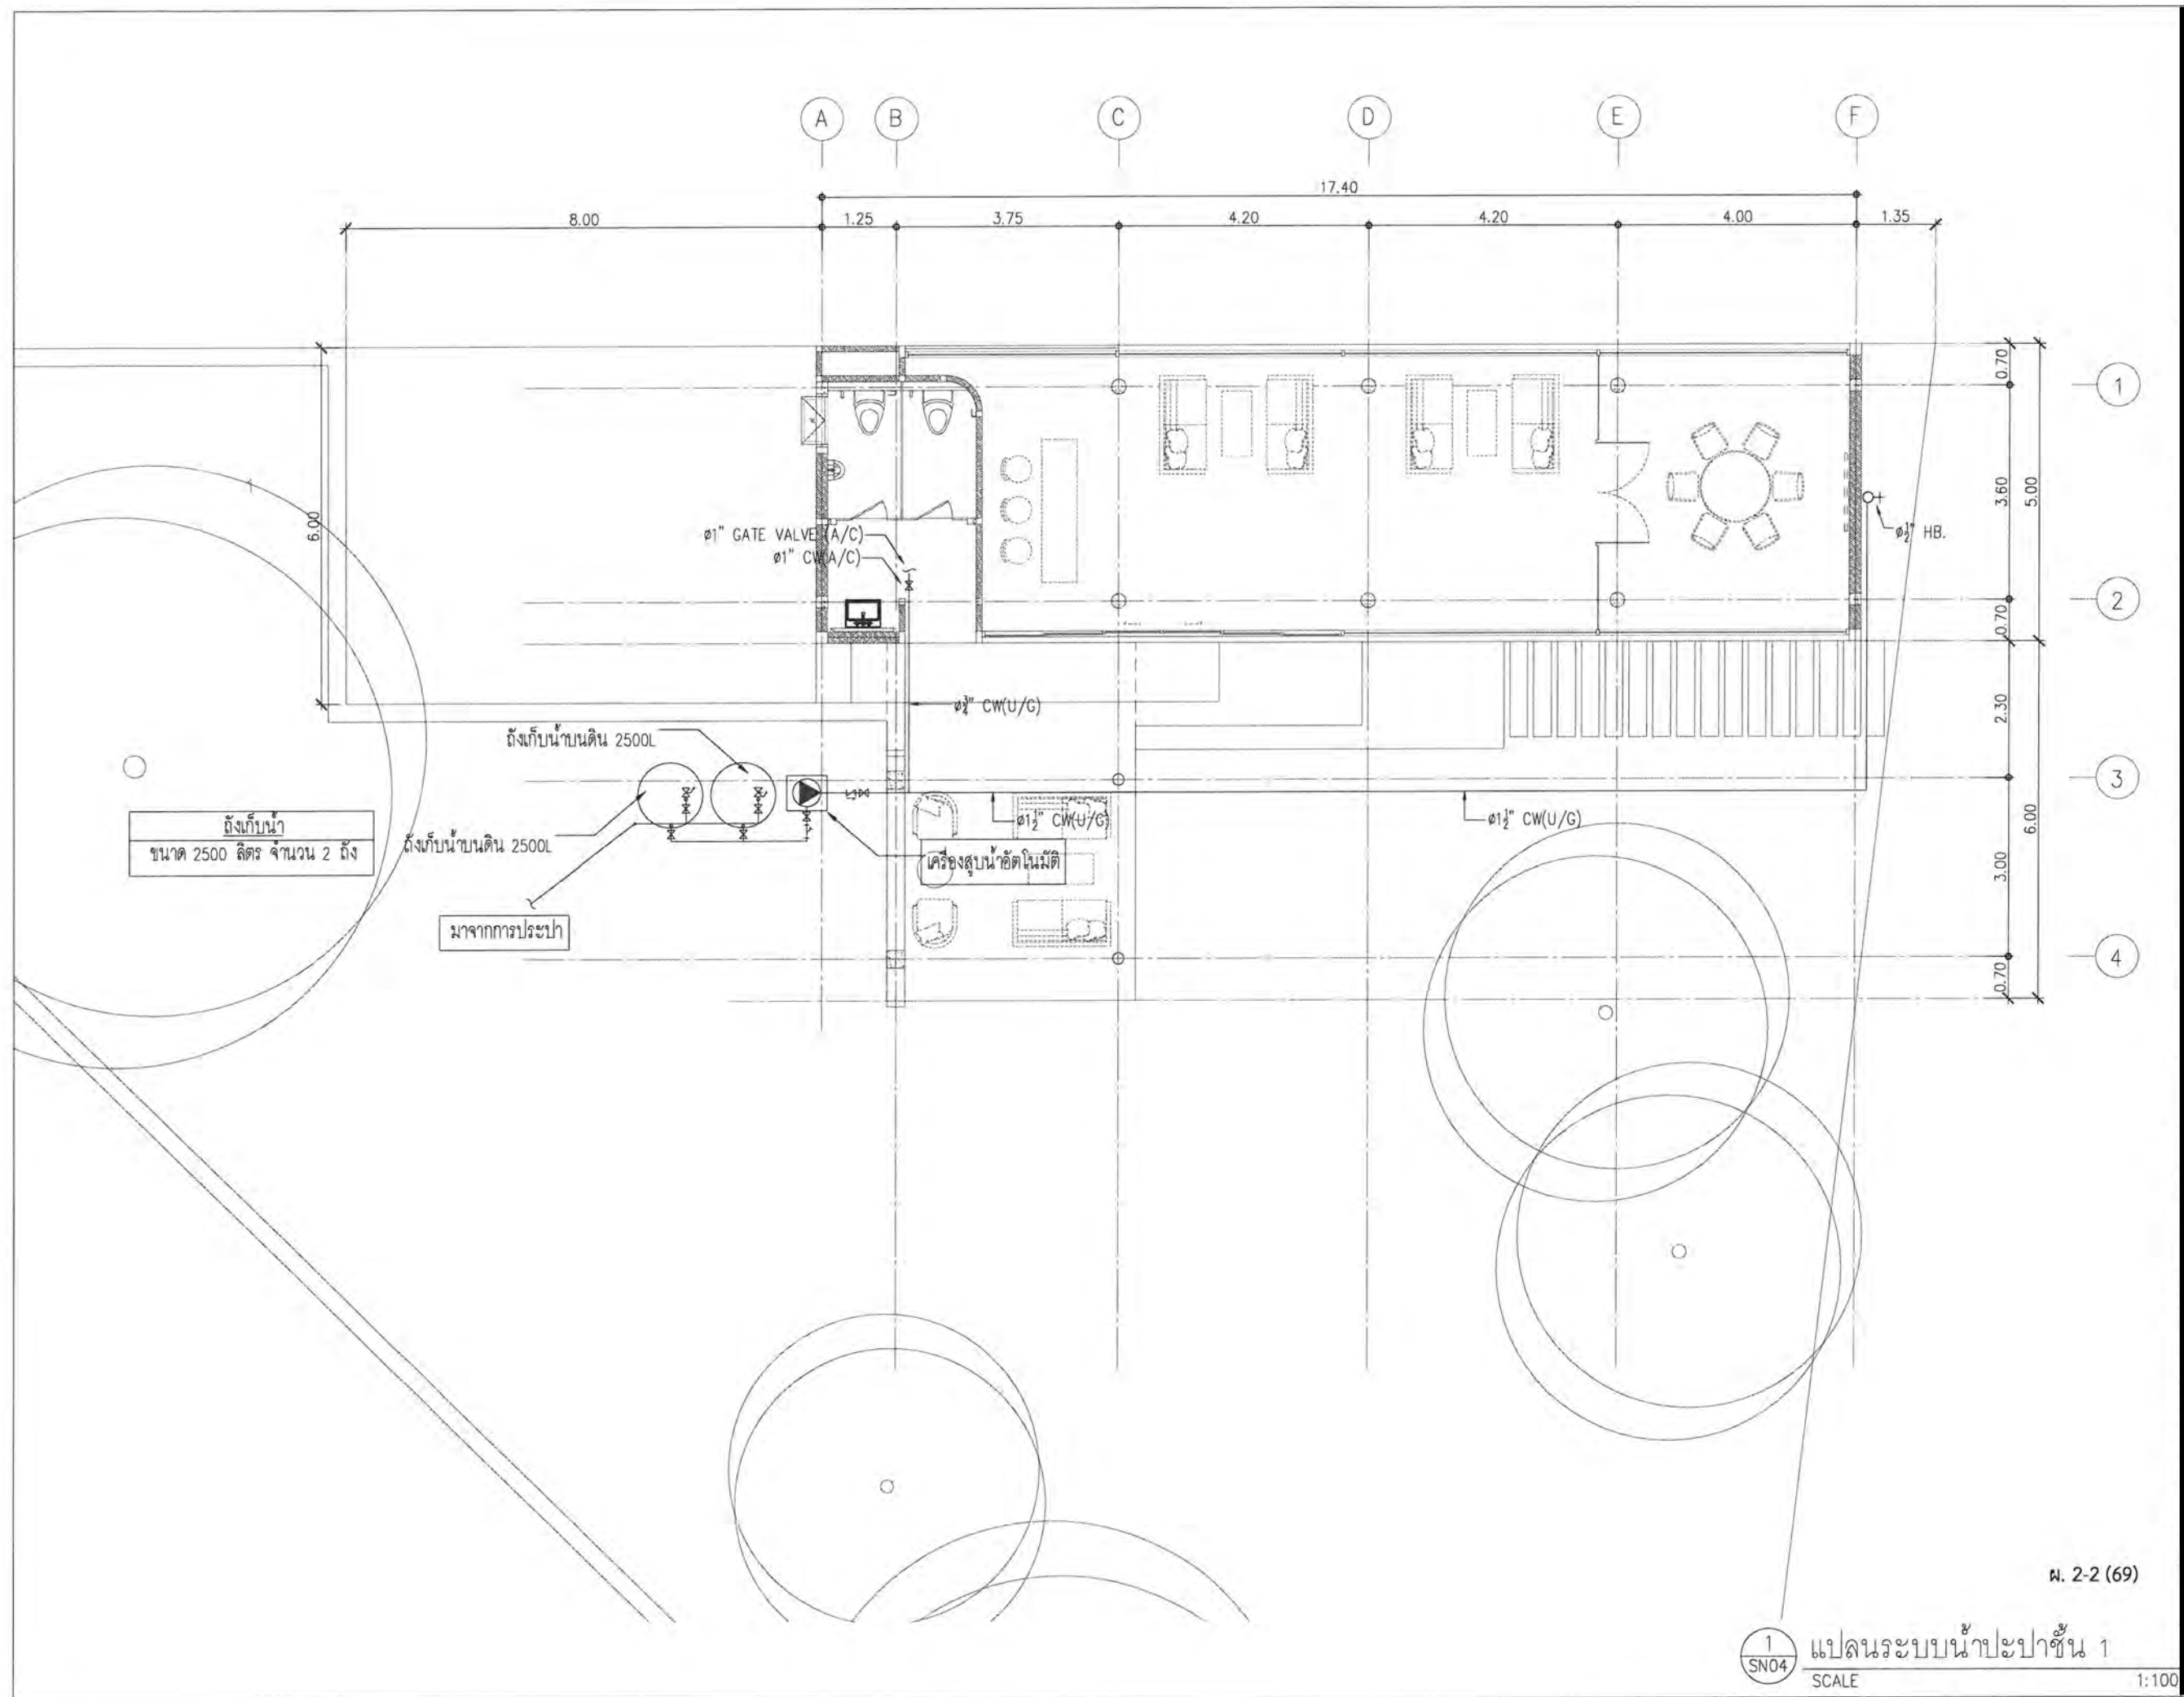 A
B
C
D
E
F
17.40
8.00
1.25
3.75
4.20
4.20
4.00
1.35
0.70
1
6.00
3.60
5.00
ø1" GATE VALVE (A/C)
ø1" CW(A/C)
ø½" HB.
2
0.70
ø¾" CW(U/G)
2.30
ถังเก็บน้ำบนดิน 2500L
3
ถังเก็บน้ำ
ขนาด 2500 ลิตร จำนวน 2 ถัง
ถังเก็บน้ำบนดิน 2500L
ø1½" CW(U/G)
ø1½" CW(U/G)
6.00
เครื่องสูบน้ำอัตโนมัติ
3.00
มาจากการประปา
4
0.70
ผ. 2-2 (69)
1
SN04
แปลนระบบน้ำปะปาชั้น 1
SCALE
1:100